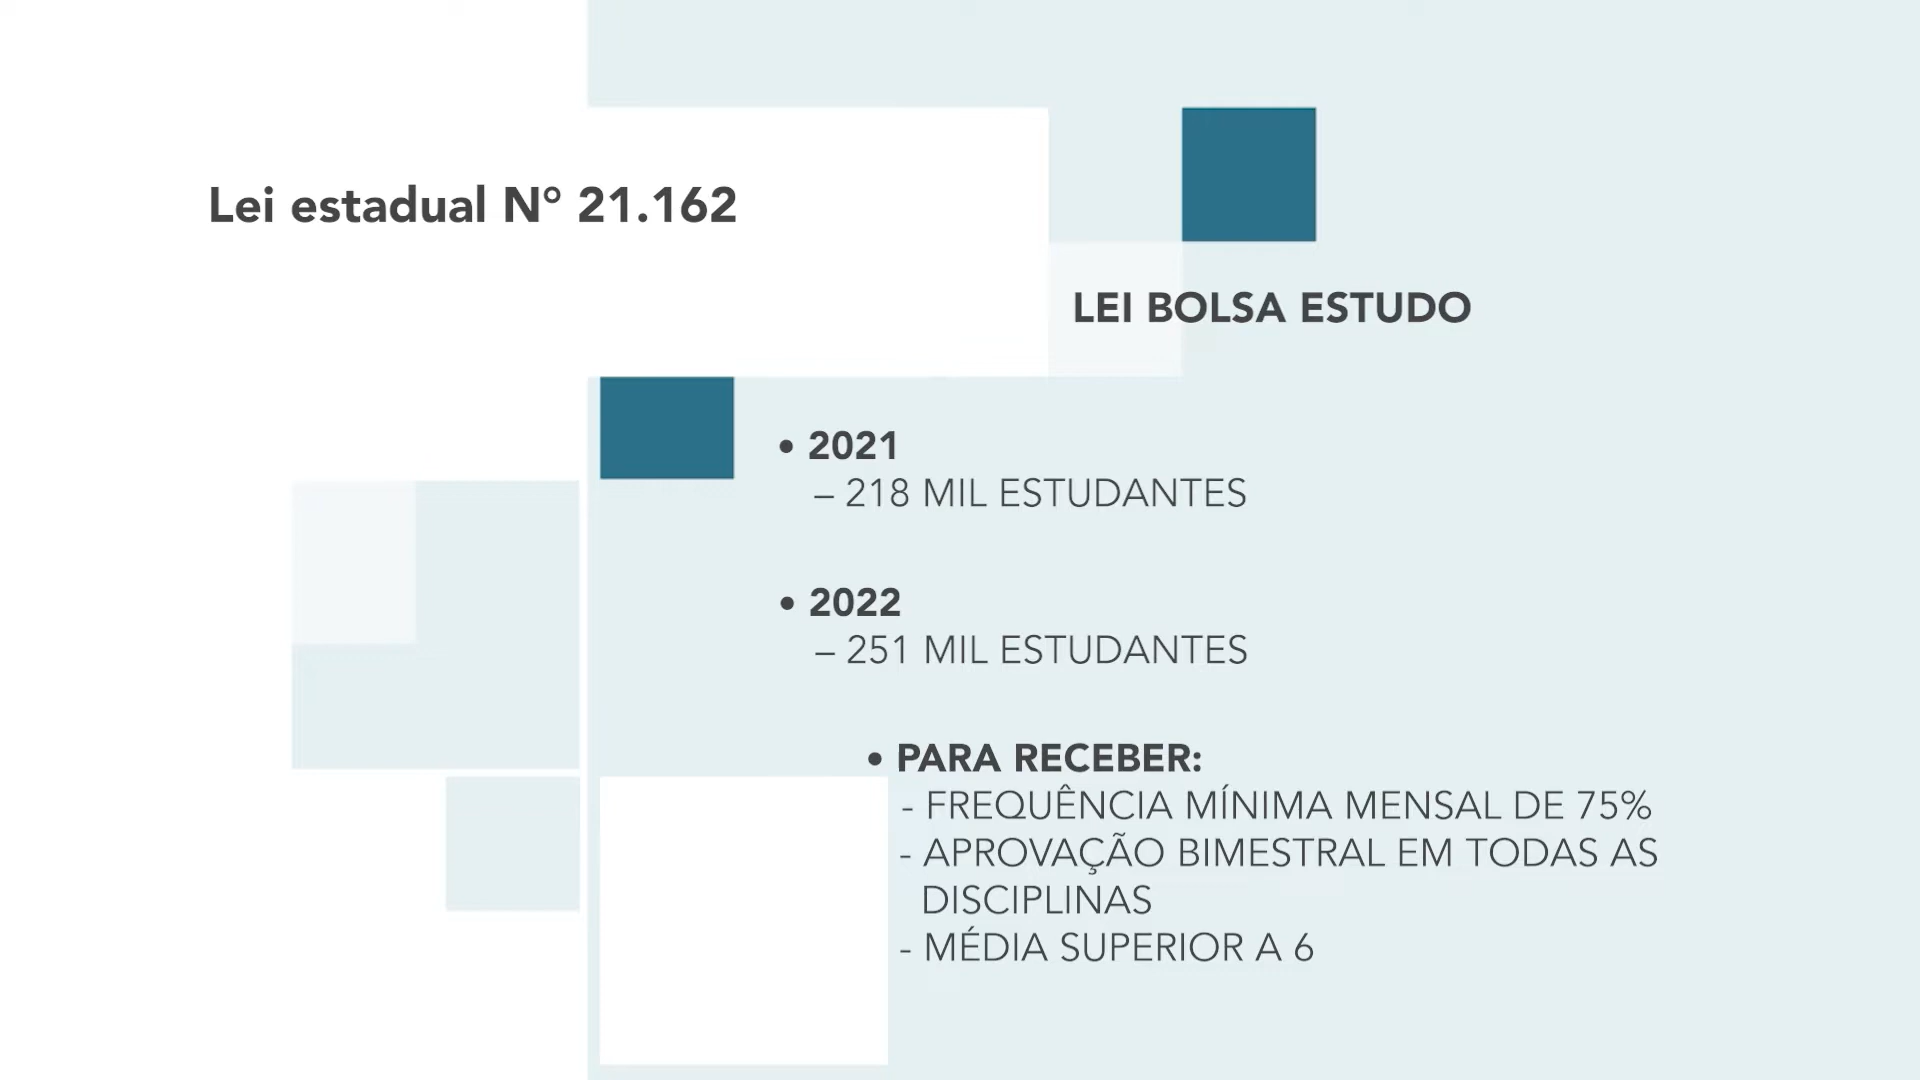 Lei estadual N° 21.162
LEI BOLSA ESTUDO
• 2021
– 218 MIL ESTUDANTES
• 2022
– 251 MIL ESTUDANTES
• PARA RECEBER:
- FREQUÊNCIA MÍNIMA MENSAL DE 75%
- APROVAÇÃO BIMESTRAL EM TODAS AS
DISCIPLINAS
- MÉDIA SUPERIOR A 6